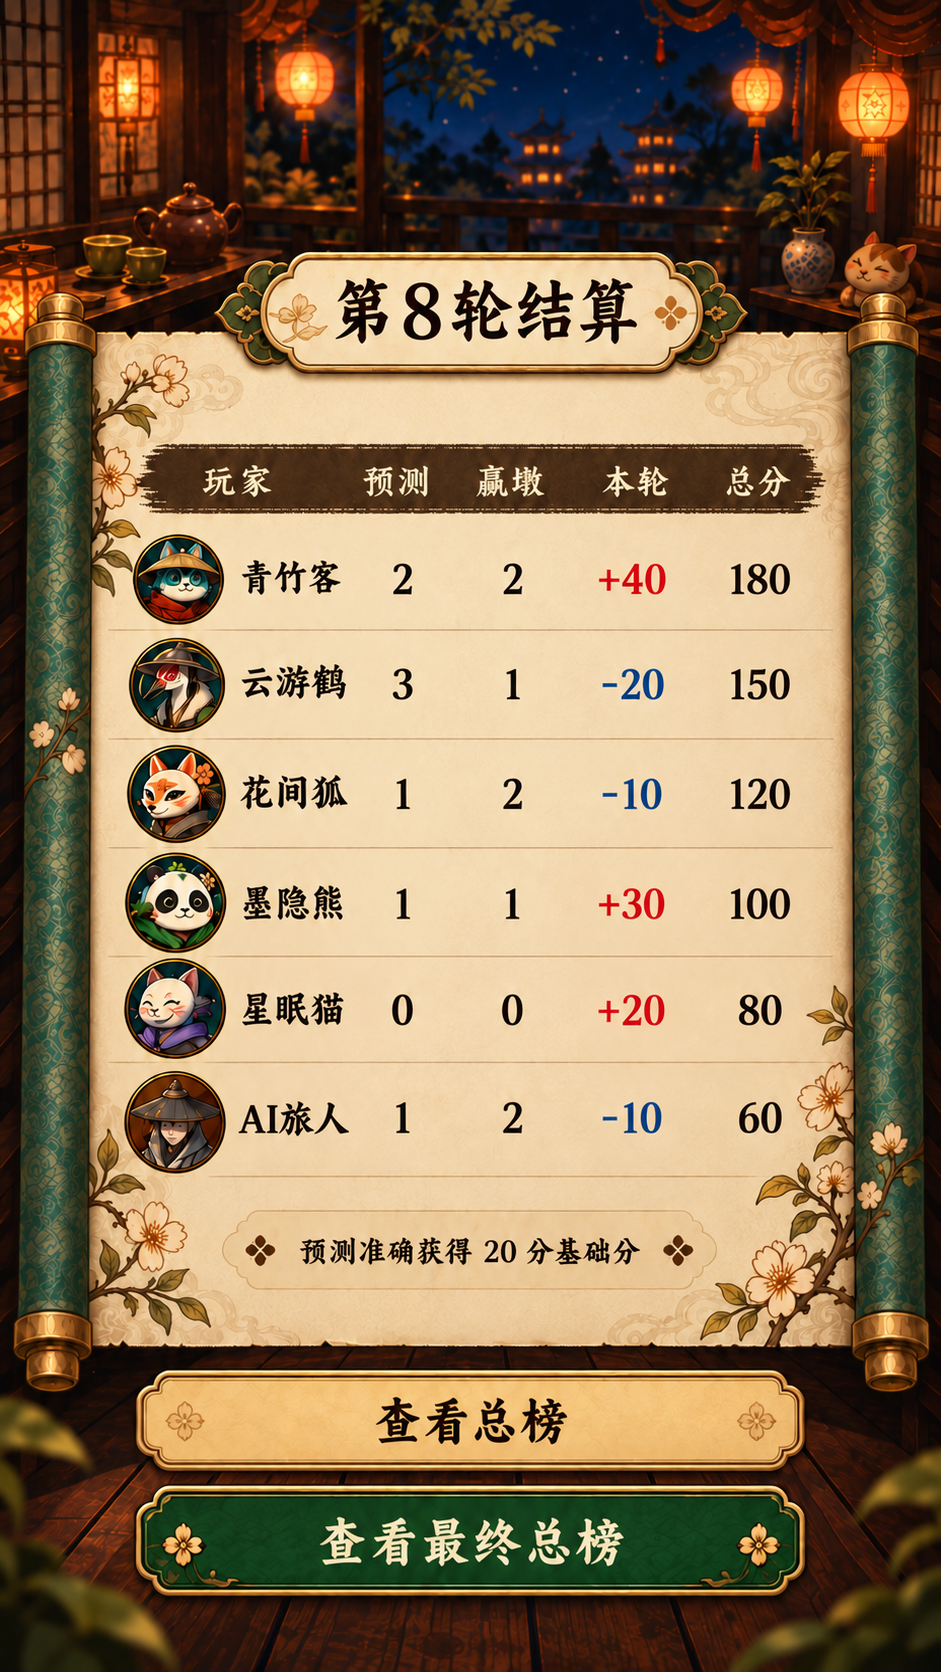 第8轮结算
玩家 预测 赢墩 本轮 总分
青竹客 2 2 +40 180
云游鹤 3 1 -20 150
花间狐 1 2 -10 120
墨隐熊 1 1 +30 100
星眠猫 0 0 +20 80
AI旅人 1 2 -10 60
预测准确获得 20 分基础分
查看总榜
查看最终总榜